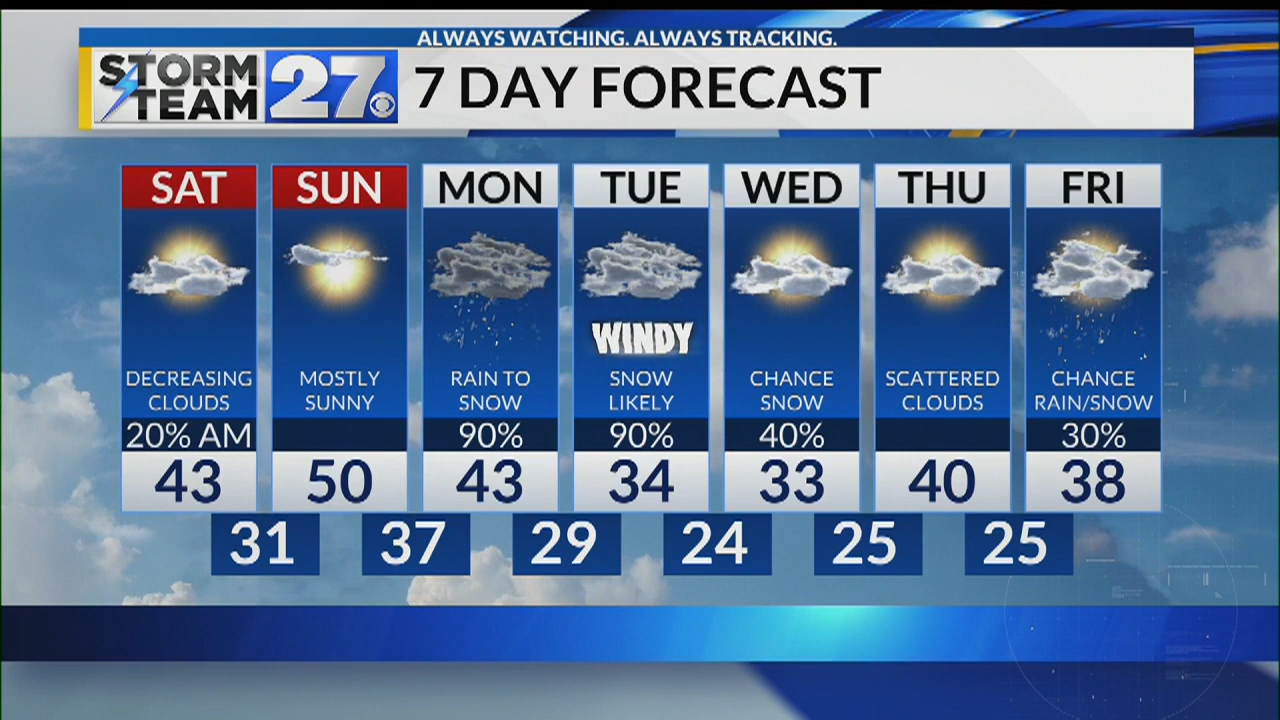 ALWAYS WATCHING. ALWAYS TRACKING.
STORM
TEAM
27
7 DAY FORECAST
SAT
SUN
MON
TUE
WED
THU
FRI
WINDY
DECREASING
CLOUDS
MOSTLY
SUNNY
RAIN TO
SNOW
SNOW
LIKELY
CHANCE
SNOW
SCATTERED
CLOUDS
CHANCE
RAIN/SNOW
20% AM
90%
90%
40%
30%
43
50
43
34
33
40
38
31
37
29
24
25
25